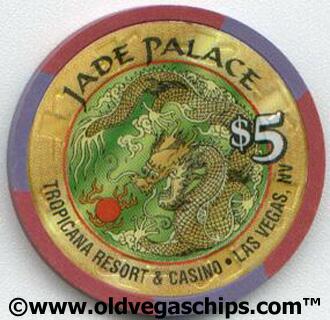 JADE PALACE
$5
TROPICANA RESORT & CASINO • LAS VEGAS, NV
©www.oldvegaschips.com™